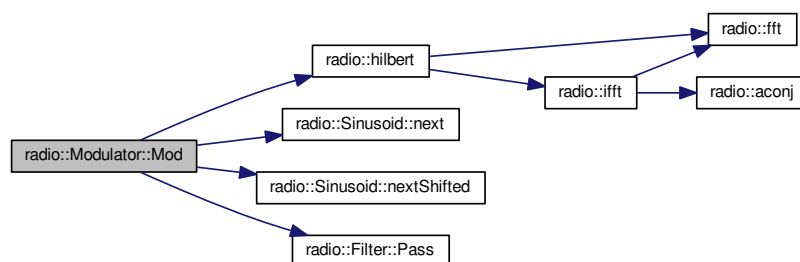 radio::fft
radio::hilbert
radio::ifft
radio::aconj
radio::Sinusoid::next
radio::Modulator::Mod
radio::Sinusoid::nextShifted
radio::Filter::Pass